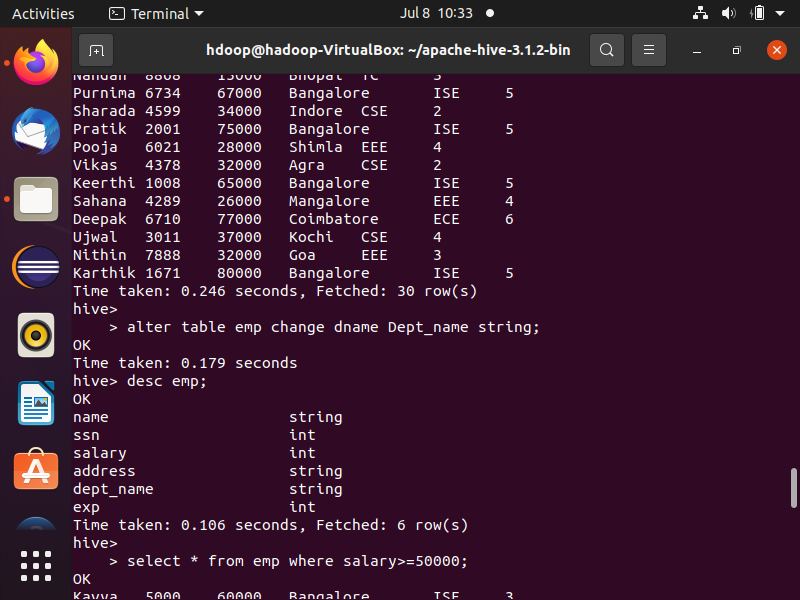 Activities Terminal Jul 8 10:33
hdoop@hadoop-VirtualBox: ~/apache-hive-3.1.2-bin
Nandan 8868 15000 Bhopal TC 3
Purnima 6734 67000 Bangalore ISE 5
Sharada 4599 34000 Indore CSE 2
Pratik 2001 75000 Bangalore ISE 5
Pooja 6021 28000 Shimla EEE 4
Vikas 4378 32000 Agra CSE 2
Keerthi 1008 65000 Bangalore ISE 5
Sahana 4289 26000 Mangalore EEE 4
Deepak 6710 77000 Coimbatore ECE 6
Ujwal 3011 37000 Kochi CSE 4
Nithin 7888 32000 Goa EEE 3
Karthik 1671 80000 Bangalore ISE 5
Time taken: 0.246 seconds, Fetched: 30 row(s)
hive>
> alter table emp change dname Dept_name string;
OK
Time taken: 0.179 seconds
hive> desc emp;
OK
name string
ssn int
salary int
address string
dept_name string
exp int
Time taken: 0.106 seconds, Fetched: 6 row(s)
hive>
> select * from emp where salary>=50000;
OK
Kavya 5000 60000 Bangalore ISE 3